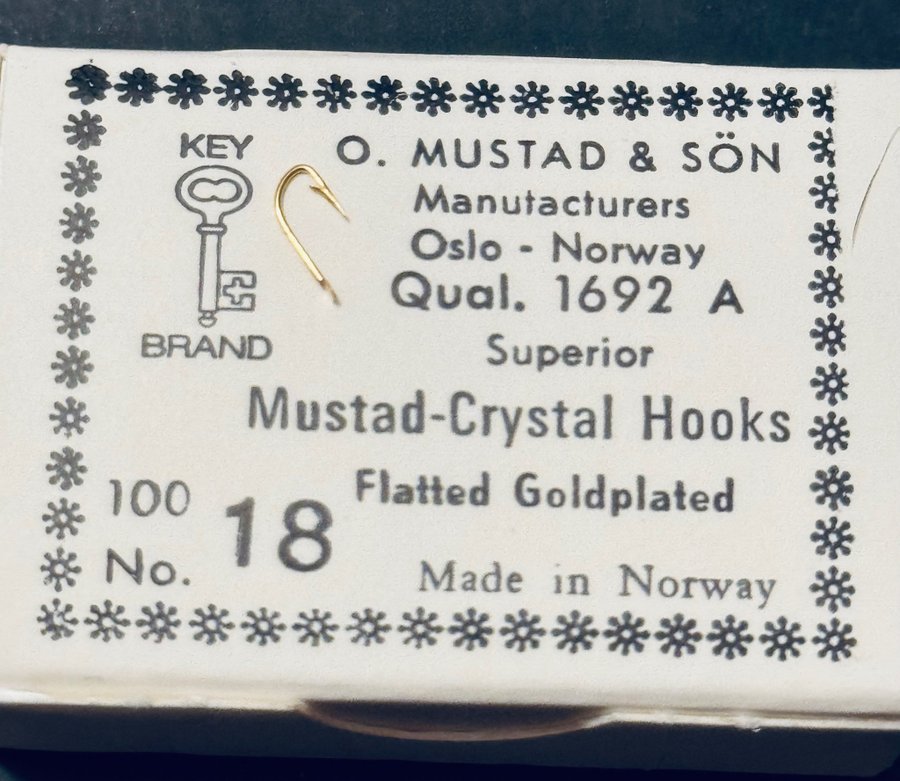 KEY
BRAND
O. MUSTAD & SÖN
Manufacturers
Oslo - Norway
Qual. 1692 A
Superior
Mustad-Crystal Hooks
Flatted Goldplated
100
No. 18
Made in Norway